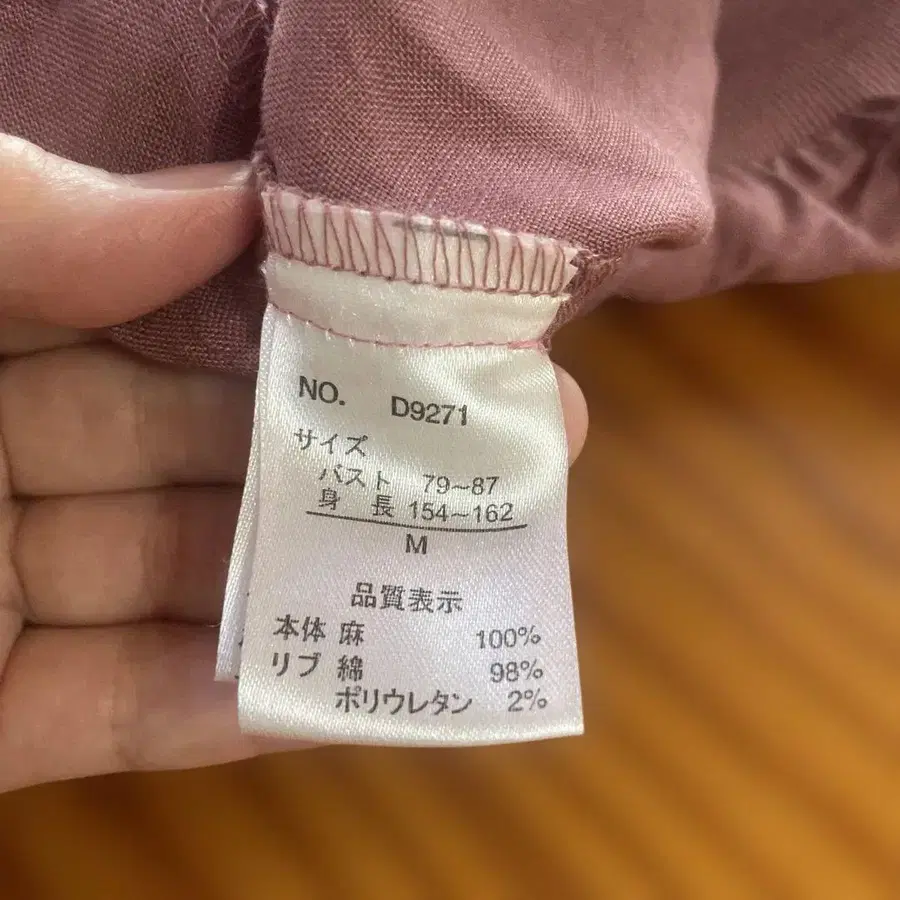 NO. D9271
サイズ
バスト 79~87
身 長 154~162
M
品質表示
本体 麻 100%
リブ 綿 98%
ポリウレタン 2%